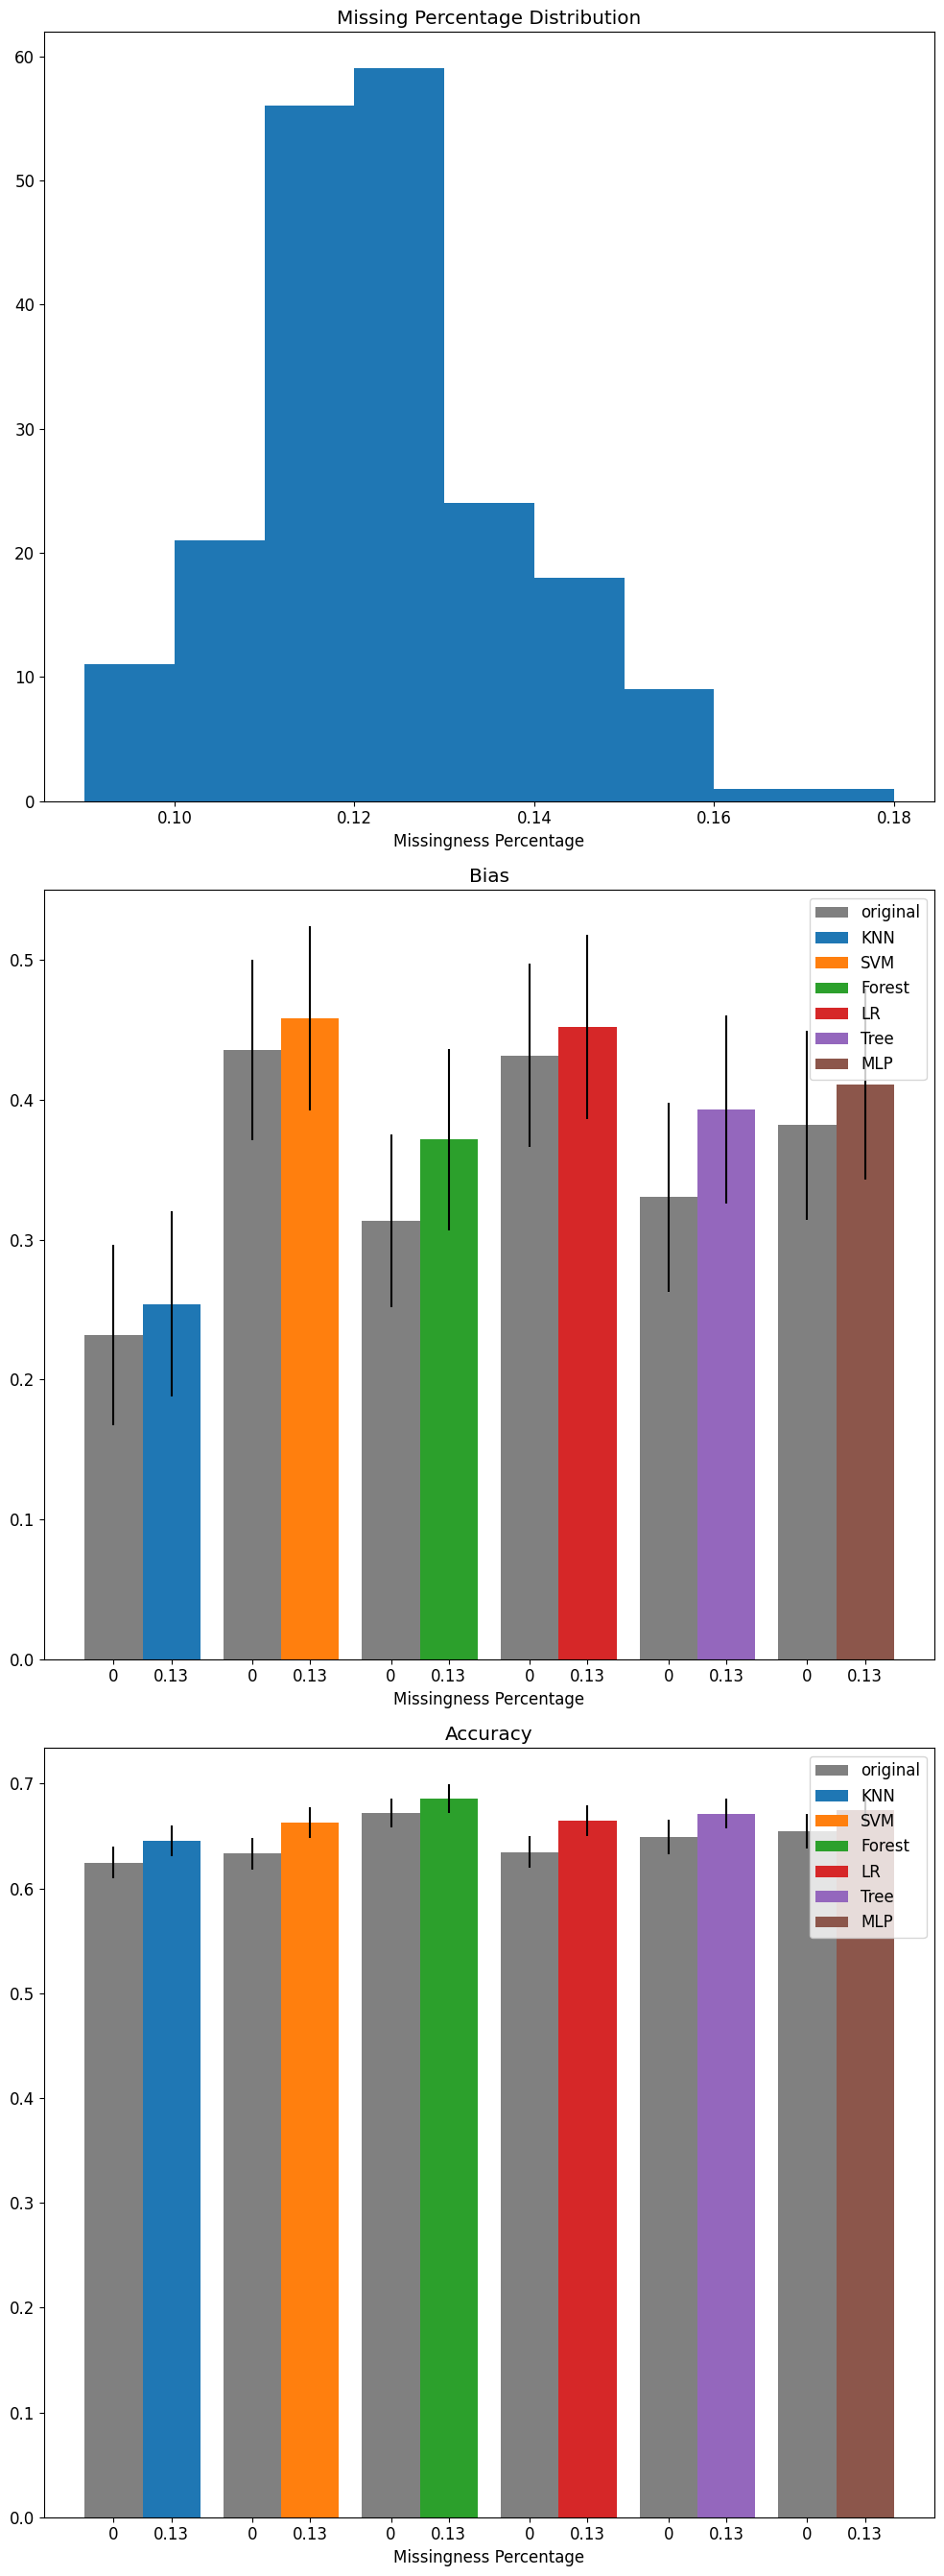 Missing Percentage Distribution
60
50
40
30
20
10
0
0.10 0.12 0.14 0.16 0.18
Missingness Percentage
Bias
original
KNN
SVM
Forest
LR
Tree
MLP
0.5
0.4
0.3
0.2
0.1
0.0
0 0.13 0 0.13 0 0.13 0 0.13 0 0.13 0 0.13
Missingness Percentage
Accuracy
original
KNN
SVM
Forest
LR
Tree
MLP
0.7
0.6
0.5
0.4
0.3
0.2
0.1
0.0
0 0.13 0 0.13 0 0.13 0 0.13 0 0.13 0 0.13
Missingness Percentage